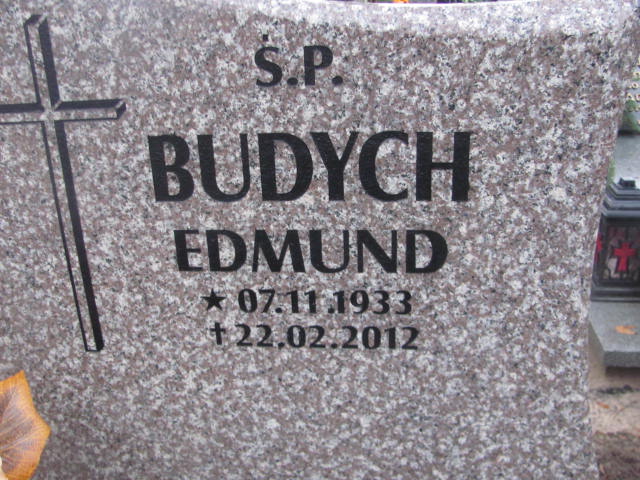 Ś.P.
BUDYCH
EDMUND
★ 07.11.1933
✝ 22.02.2012